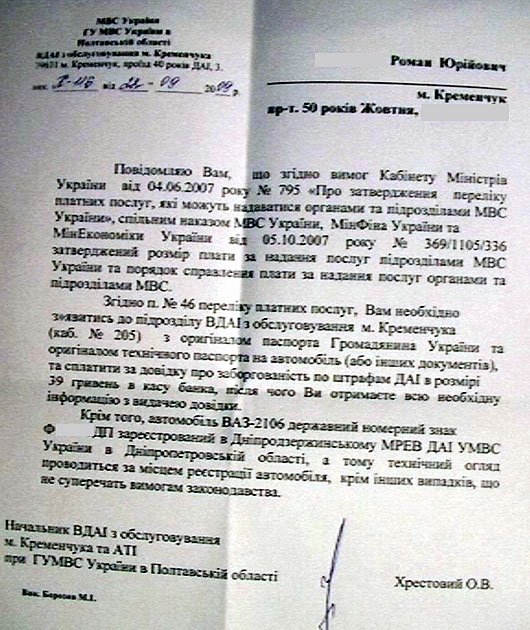 МВС України
ГУ МВС України в
Полтавській області
ВДАІ з обслуговування м. Кременчука
39631 м. Кременчук, проїзд 40 років ДАІ, 3.
вих. від 09 2009р.
Роман Юрійович
м. Кременчук
пр-т. 50 років Жовтня,
Повідомляю Вам, що згідно вимог Кабінету Міністрів
України від 04.06.2007 року № 795 «Про затвердження переліку
платних послуг, які можуть надаватися органами та підрозділами МВС
України», спільним наказом МВС України, МінФіна України та
МінЕкономіки України від 05.10.2007 року № 369/1105/336
затверджений розмір плати за надання послуг підрозділами МВС
України та порядок справления плати за надання послуг органами та
підрозділами МВС.
Згідно п. № 46 переліку платних послуг, Вам необхідно
з»явитись до підрозділу ВДАІ з обслуговування м. Кременчука
(каб. № 205) з оригіналом паспорта Громадянина України та
оригіналом технічного паспорта на автомобіль (або інших документів),
та сплатити за довідку про заборгованість по штрафам ДАІ в розмірі
39 гривень в касу банка, після чого Ви отримаєте всю необхідну
інформацію з видачею довідки.
Крім того, автомобіль ВАЗ-2106 державний номерний знак
Ф ДП зареєстрований в Дніпродзержинському МРЕВ ДАІ УМВС
України в Дніпропетровській області, а тому технічний огляд
проводиться за місцем реєстрації автомобіля, крім інших випадків, що
не суперечать вимогам законодавства.
Начальник ВДАІ з обслуговування
м. Кременчука та АТІ
при ГУМВС України в Полтавській області
Хрестовий О.В.
Вик. Борозов М.І.